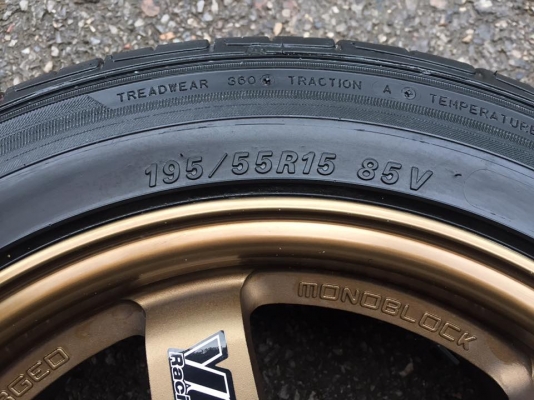 TREADWEAR 360 TRACTION A TEMPERATURE
195/55R15 85V
MONOBLOCK